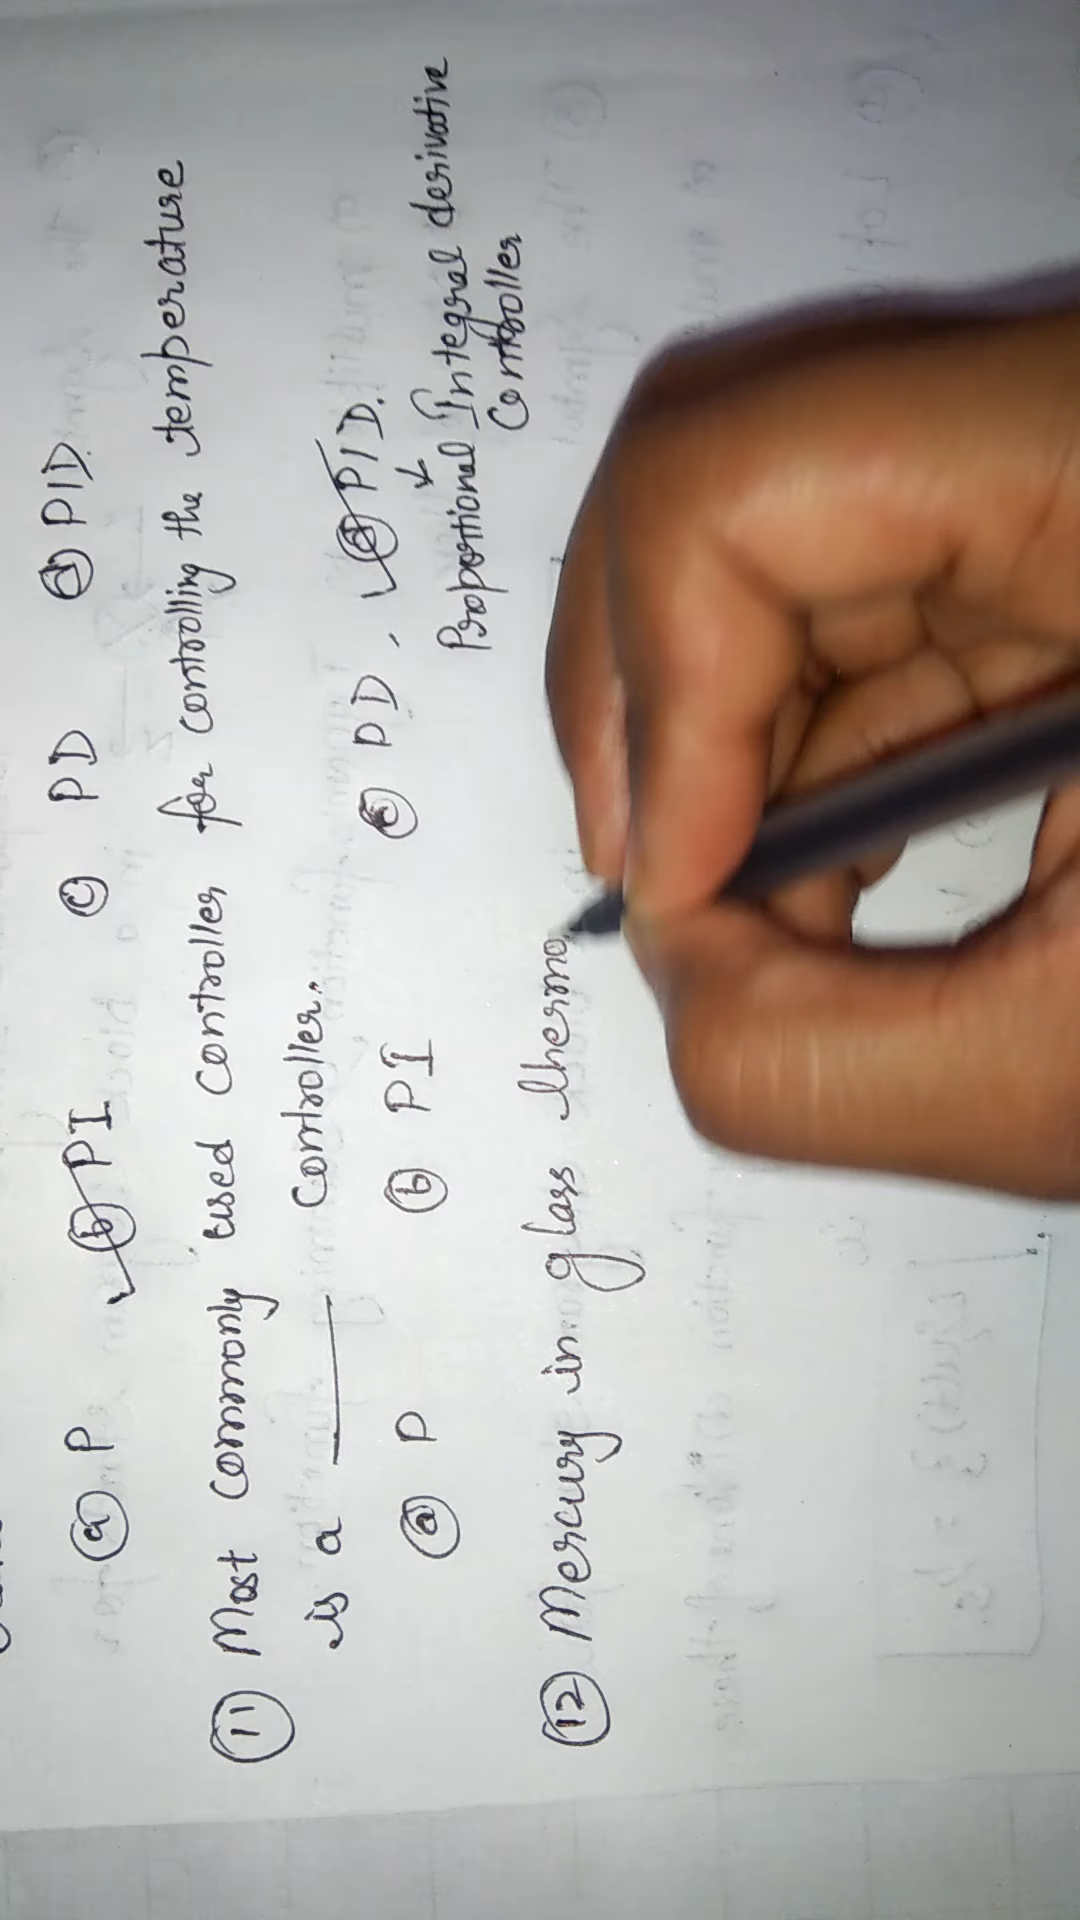 (a) P (b) PI (c) PD (d) PID
(11) Most commonly used controller for controlling the temperature
is a ____ controller.
(a) P (b) PI (c) PD. (d) PID.
Proportional Integral derivative
Controller
(12) Mercury in glass thermo